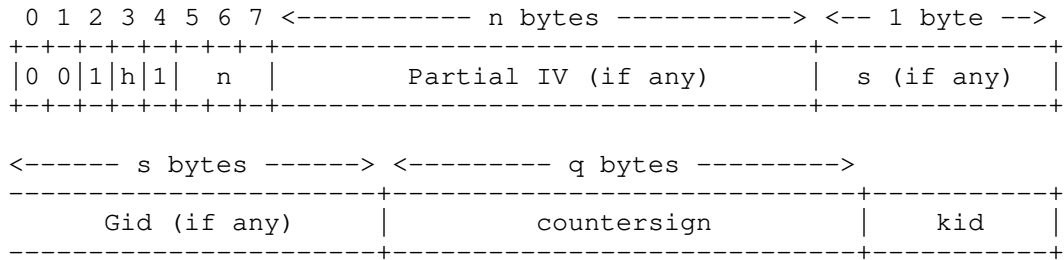 0 1 2 3 4 5 6 7 <----------- n bytes -----------> <-- 1 byte -->
+-+-+-+-+-+-+-+-+---------------------------------+--------------+
|0 0|1|h|1|  n  |       Partial IV (if any)       |  s (if any)  |
+-+-+-+-+-+-+-+-+---------------------------------+--------------+
<------ s bytes ------> <--------- q bytes --------->
-----------------------+-----------------------------+-----------+
      Gid (if any)     |         countersign         |    kid    |
-----------------------+-----------------------------+-----------+